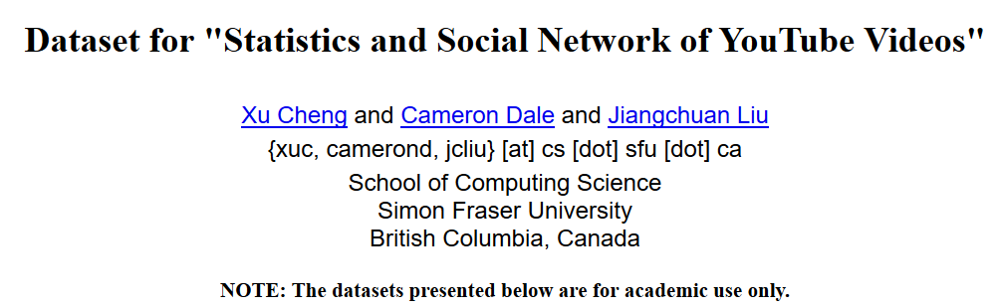 Dataset for "Statistics and Social Network of YouTube Videos"
Xu Cheng and Cameron Dale and Jiangchuan Liu
{xuc, camerond, jcliu} [at] cs [dot] sfu [dot] ca
School of Computing Science
Simon Fraser University
British Columbia, Canada
NOTE: The datasets presented below are for academic use only.